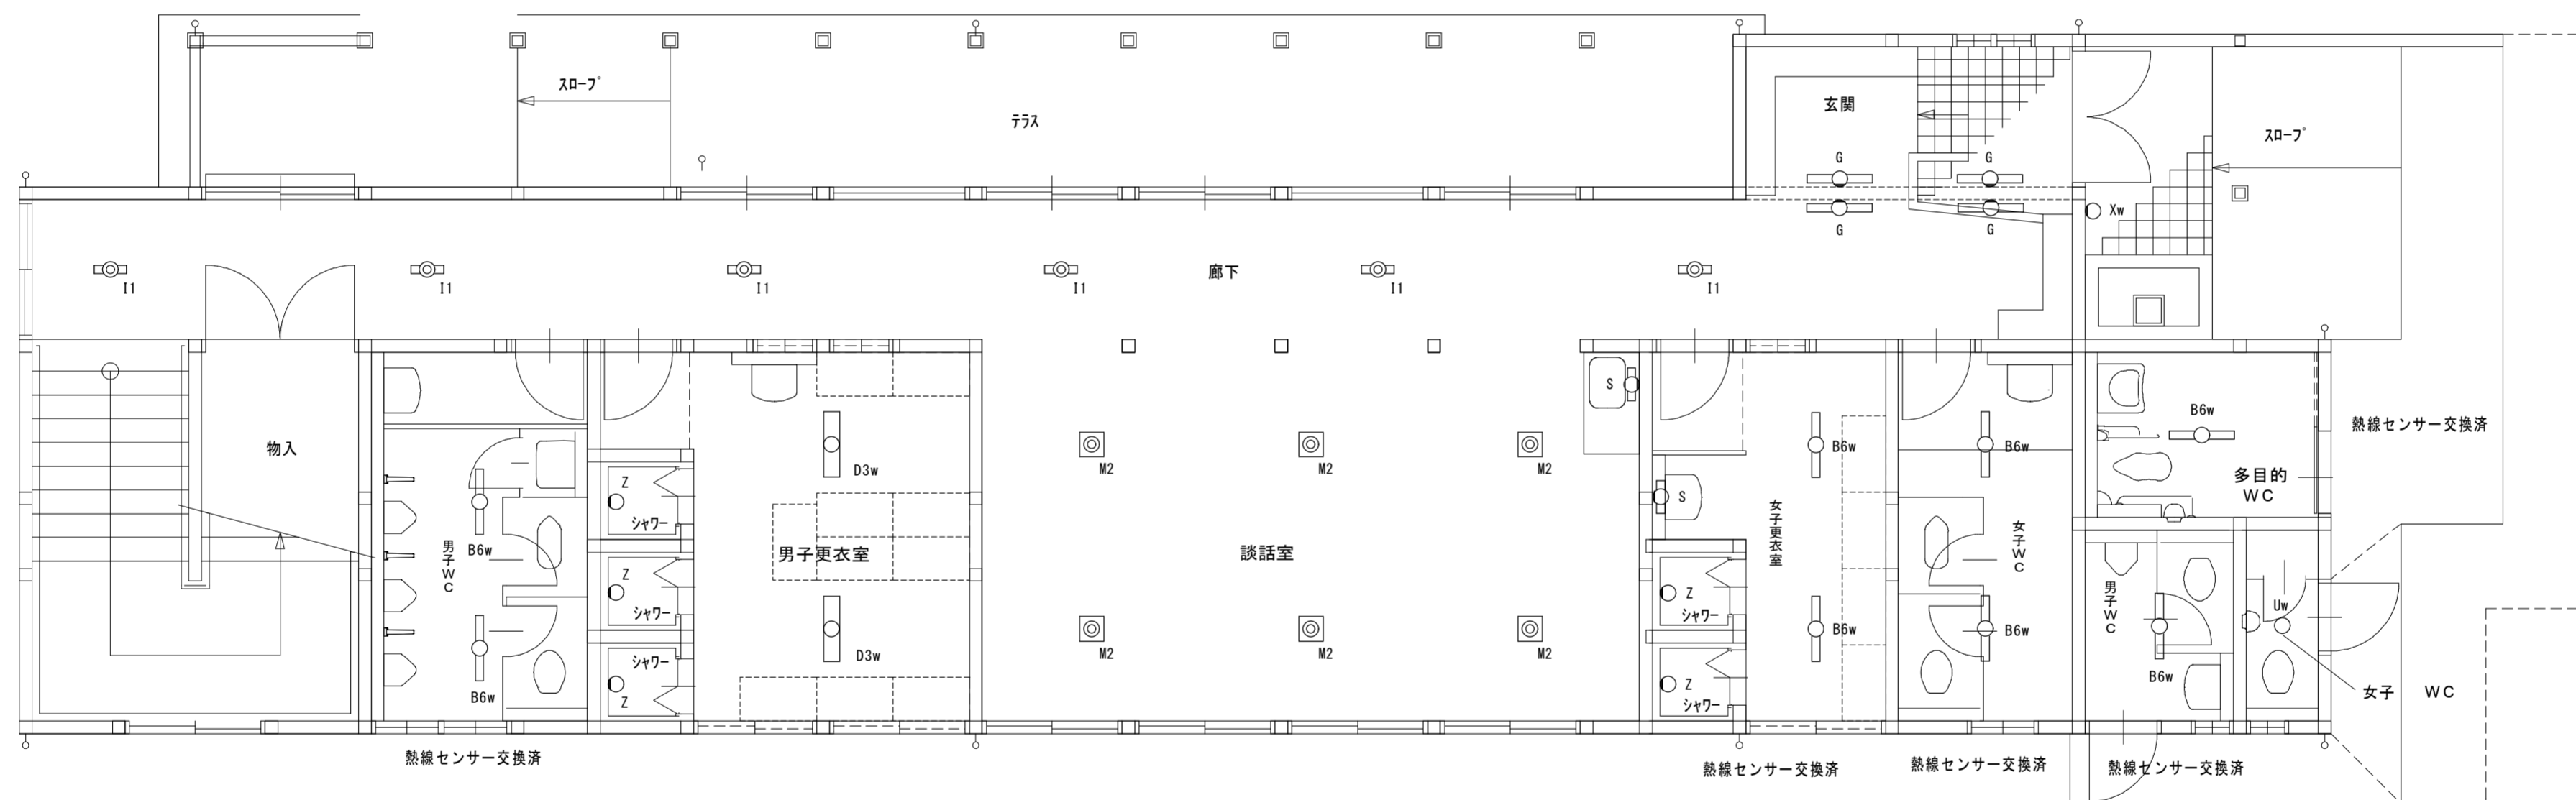 スロープ
テラス
玄関
スロープ
G
G
G
G
Xw
廊下
I1
I1
I1
I1
I1
I1
物入
男子WC
B6w
B6w
Z
シャワー
Z
シャワー
シャワー
Z
D3w
男子更衣室
D3w
M2
M2
M2
談話室
M2
M2
M2
S
S
Z
シャワー
Z
シャワー
B6w
女子更衣室
B6w
B6w
女子WC
B6w
B6w
多目的
WC
熱線センサー交換済
男子WC
B6w
Uw
女子 WC
熱線センサー交換済
熱線センサー交換済
熱線センサー交換済
熱線センサー交換済